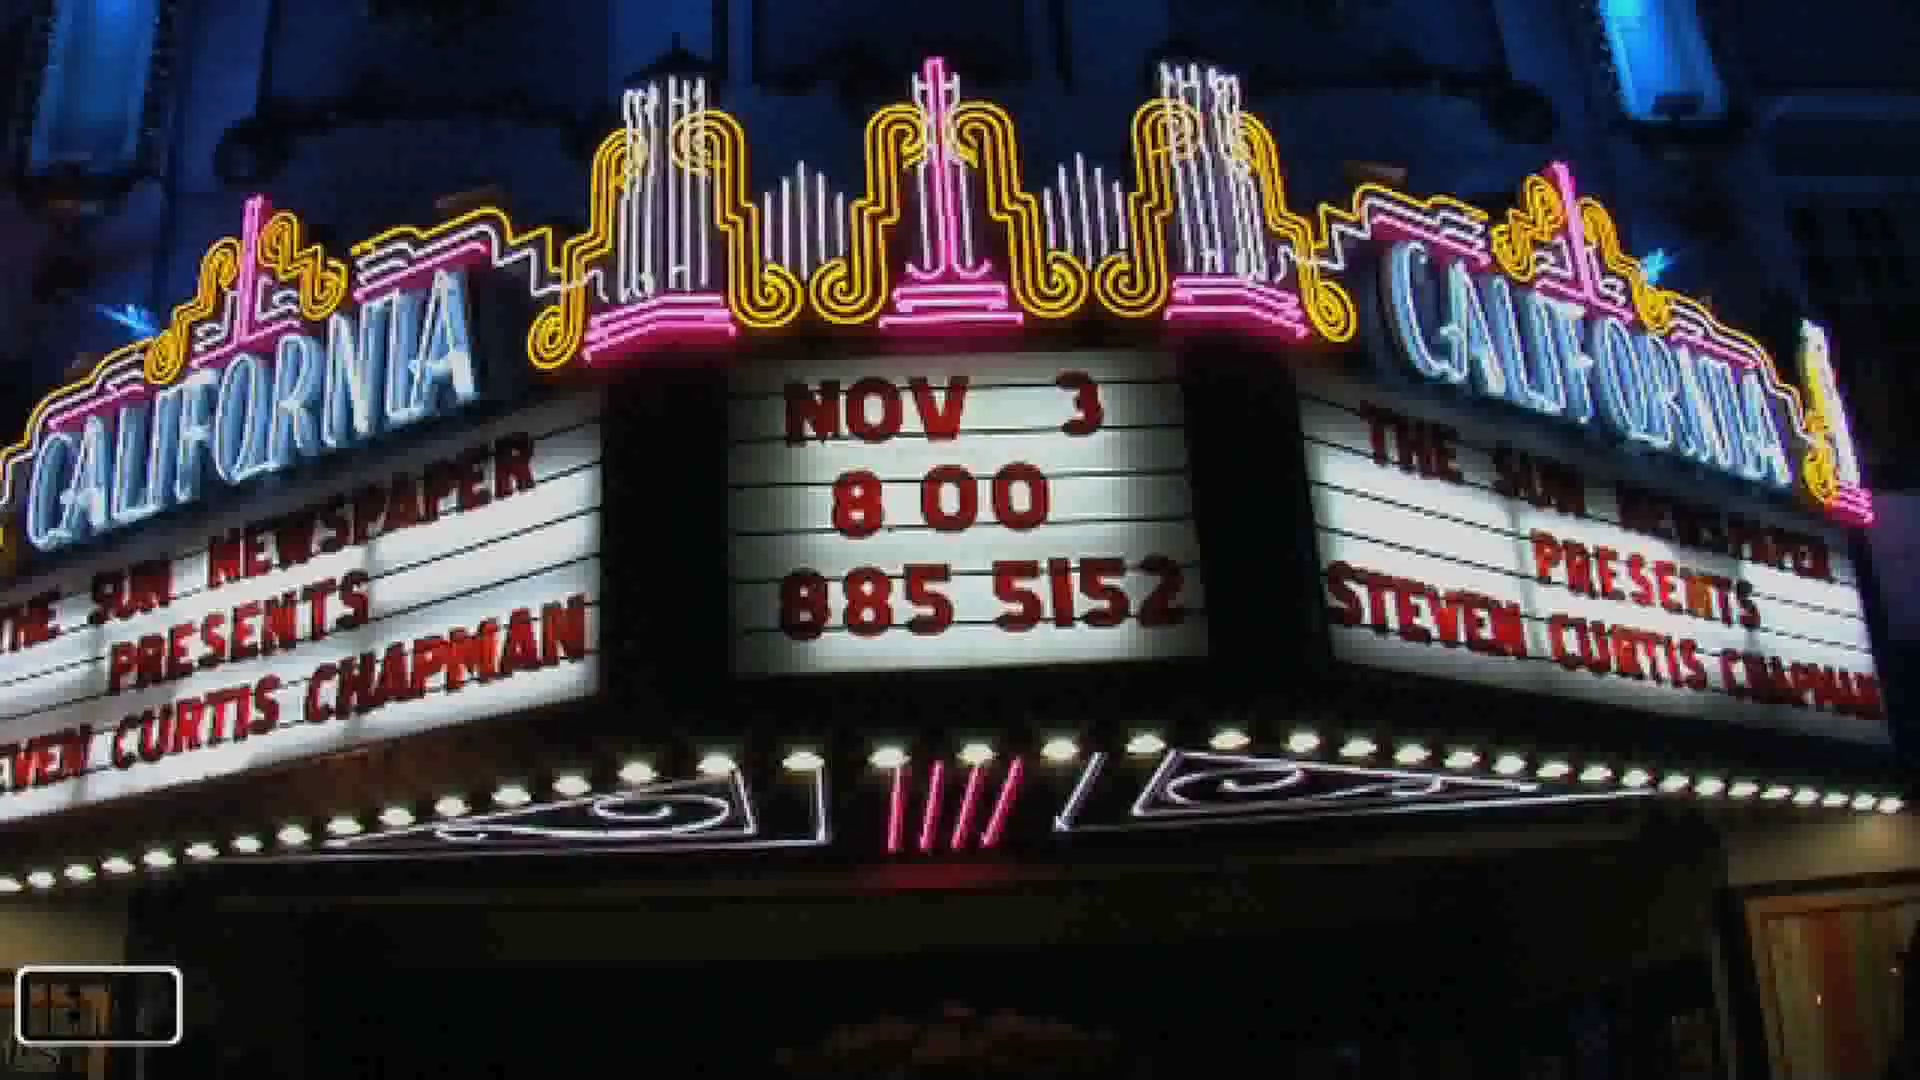 CALIFORNIA
THE SUN NEWSPAPER
PRESENTS
EVEN CURTIS CHAPMAN
NOV 3
8 00
885 5152
CALIFORNIA
THE SUN NEWSPAPER
PRESENTS
STEVEN CURTIS CHAPMAN